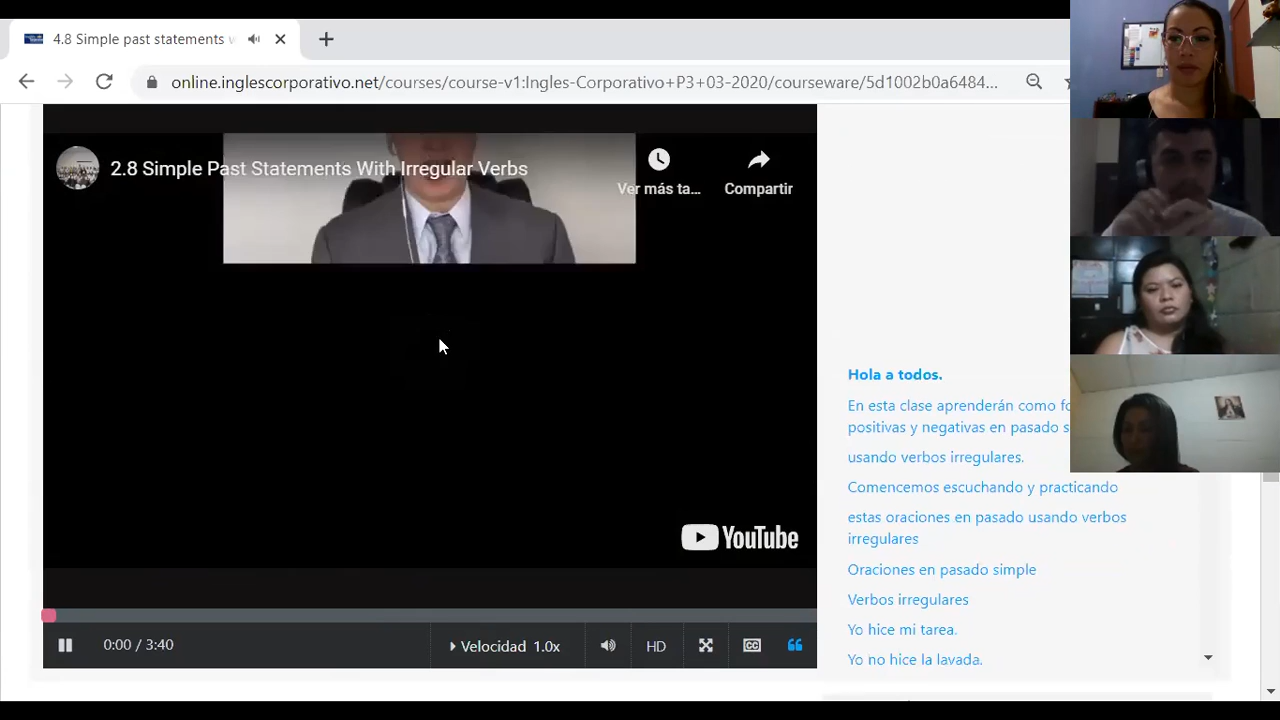 4.8 Simple past statements w
online.inglescorporativo.net/courses/course-v1:Ingles-Corporativo+P3+03-2020/courseware/5d1002b0a6484...
2.8 Simple Past Statements With Irregular Verbs
Ver más ta...
Compartir
YouTube
0:00 / 3:40
Velocidad 1.0x
HD
CC
Hola a todos.
En esta clase aprenderán como fo
positivas y negativas en pasado s
usando verbos irregulares.
Comencemos escuchando y practicando
estas oraciones en pasado usando verbos
irregulares
Oraciones en pasado simple
Verbos irregulares
Yo hice mi tarea.
Yo no hice la lavada.